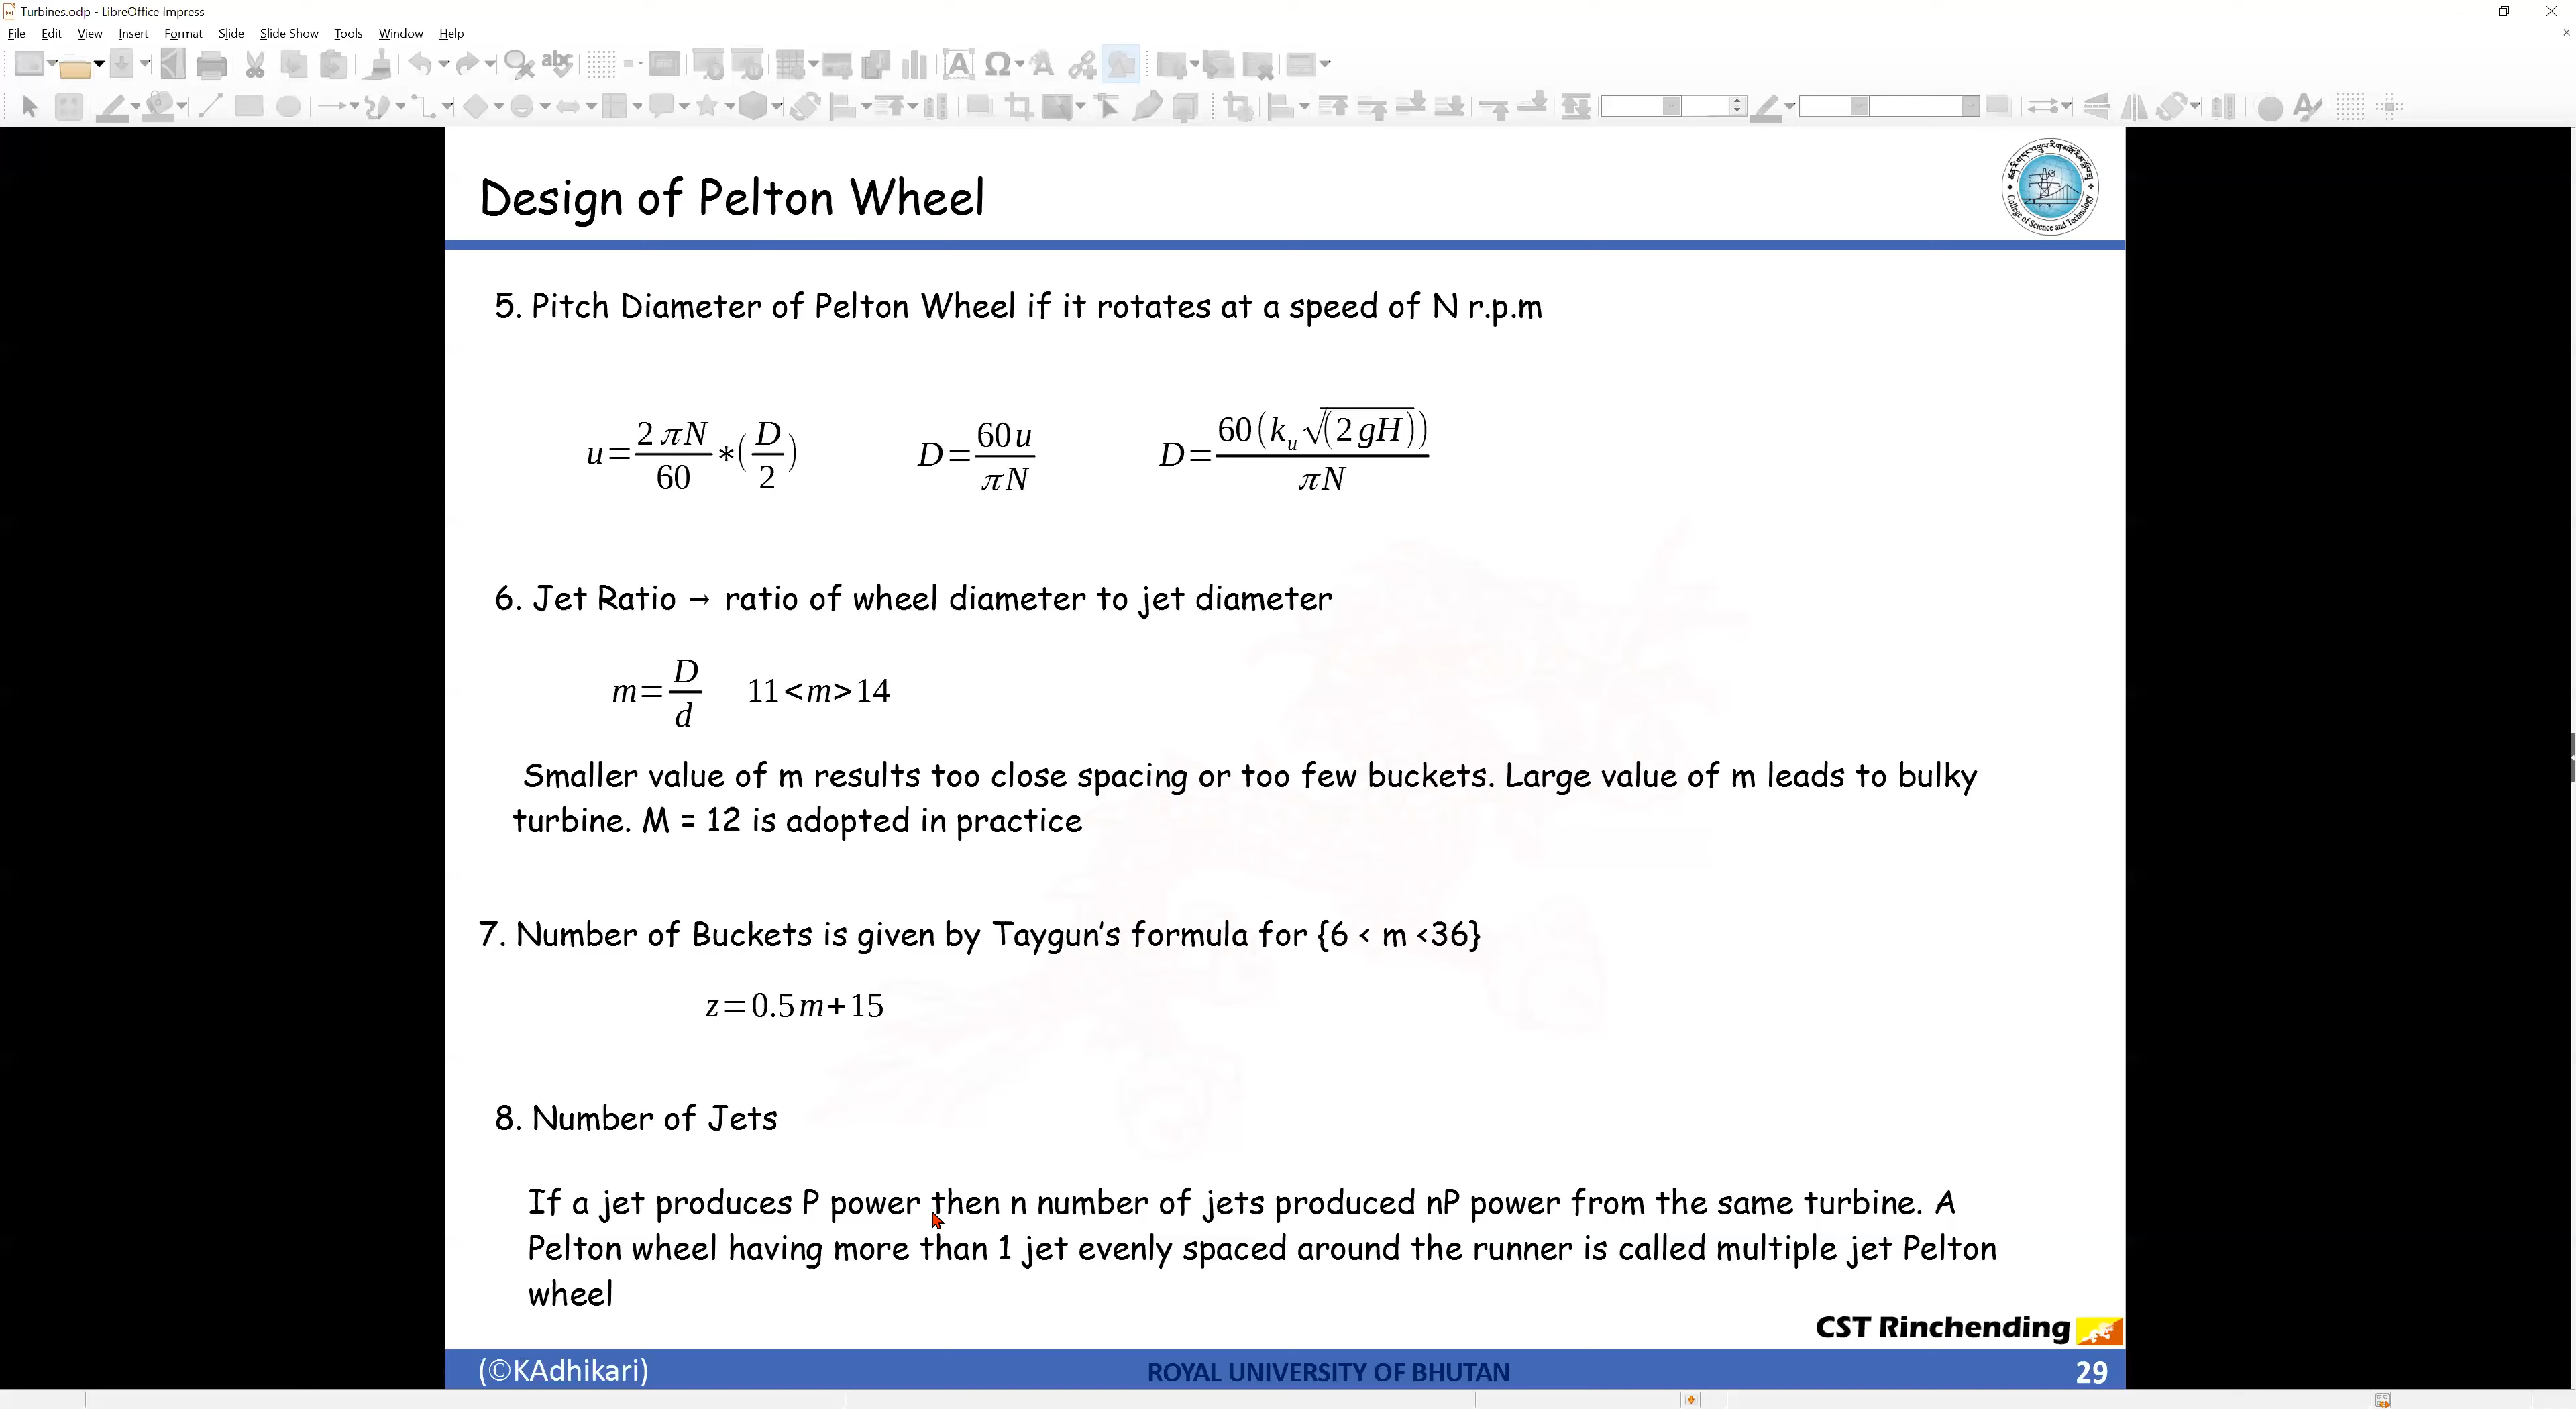 Turbines.odp - LibreOffice Impress
File Edit View Insert Format Slide Slide Show Tools Window Help
Design of Pelton Wheel
College of Science and Technology
5. Pitch Diameter of Pelton Wheel if it rotates at a speed of N r.p.m
u=2πN/60*(D/2) D=60u/πN D=60(k_u√(2gH))/πN
6. Jet Ratio → ratio of wheel diameter to jet diameter
m=D/d 11<m>14
Smaller value of m results too close spacing or too few buckets. Large value of m leads to bulky
turbine. M = 12 is adopted in practice
7. Number of Buckets is given by Taygun's formula for {6 < m <36}
z=0.5m+15
8. Number of Jets
If a jet produces P power then n number of jets produced nP power from the same turbine. A
Pelton wheel having more than 1 jet evenly spaced around the runner is called multiple jet Pelton
wheel
CST Rinchending
(©KAdhikari) ROYAL UNIVERSITY OF BHUTAN 29